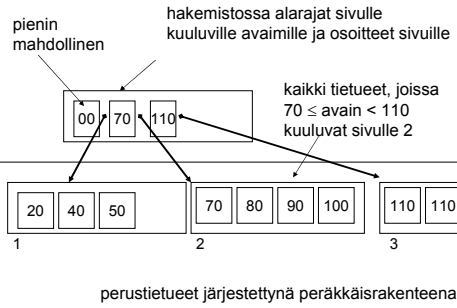 hakemistossa alarajat sivulle
kuuluville avaimille ja osoitteet sivuille
pienin
mahdollinen
kaikki tietueet, joissa
70 ≤ avain < 110
kuuluvat sivulle 2
00 70 110
20 40 50
70 80 90 100
110 110
1 2 3
perustietueet järjestettynä peräkkäisrakenteena